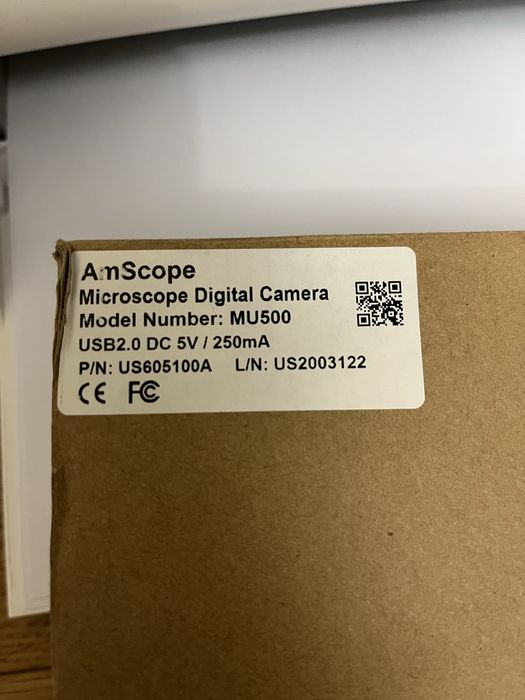 AmScope
Microscope Digital Camera
Model Number: MU500
USB2.0 DC 5V / 250mA
P/N: US605100A L/N: US2003122
CE FC